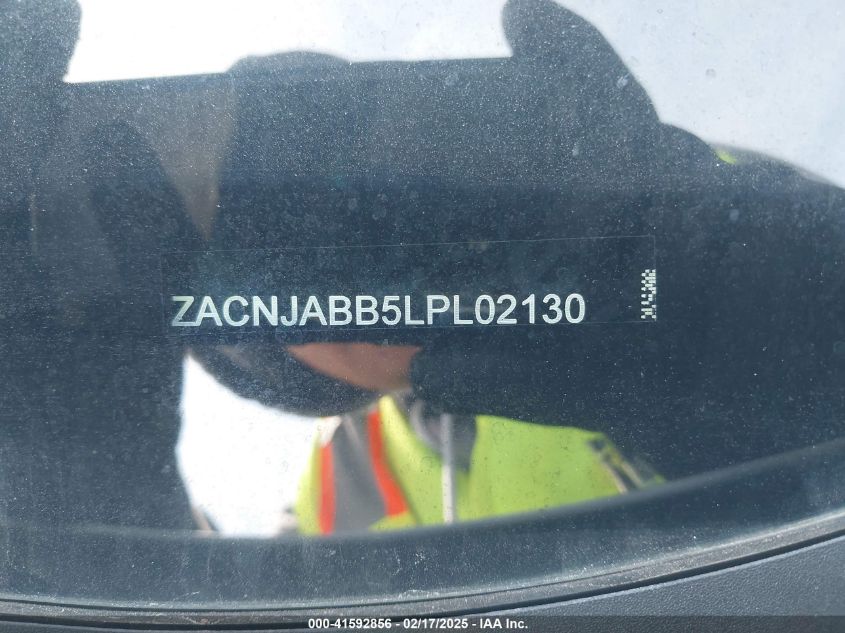 ZACNJABB5LPL02130
000-41592856 - 02/17/2025 - IAA Inc.